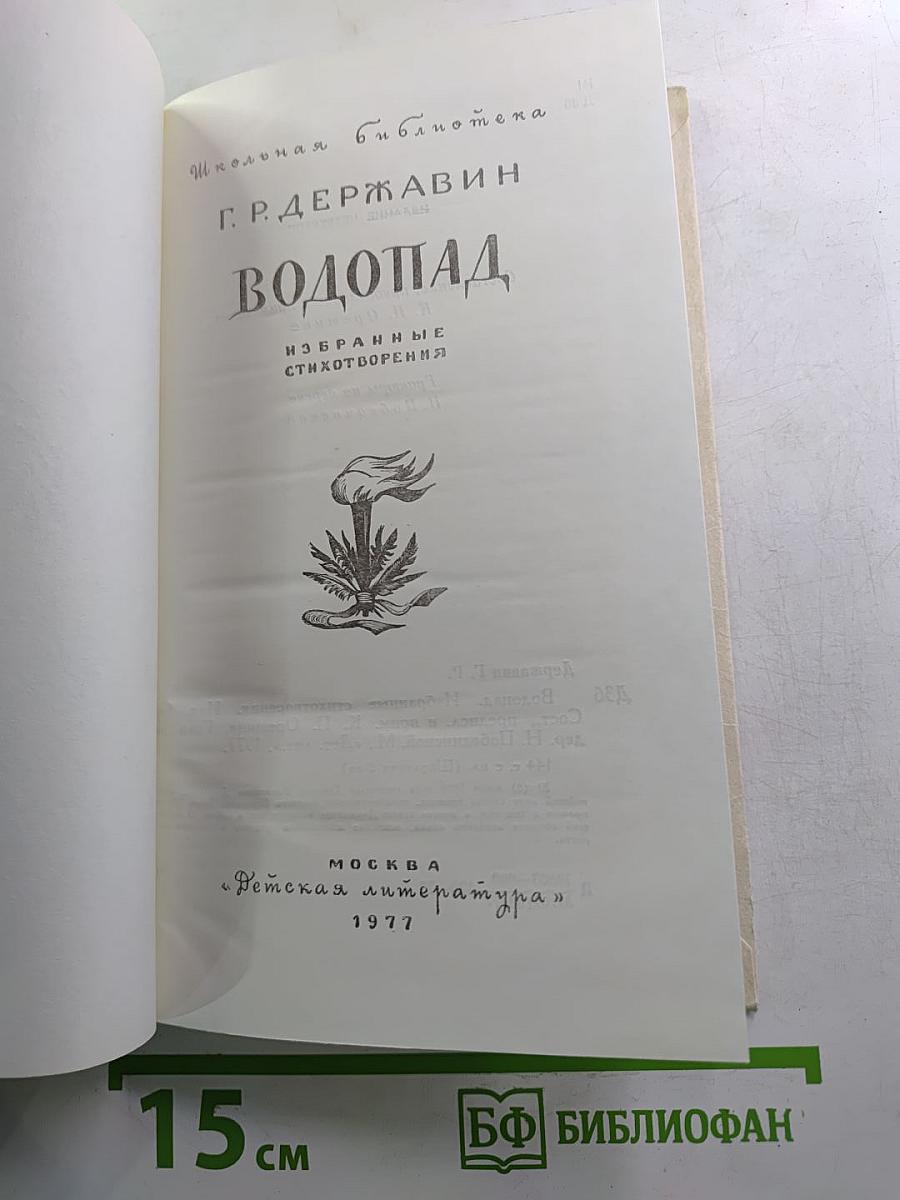 Школьная библиотека
Г. Р. ДЕРЖАВИН
ВОДОПАД
ИЗБРАННЫЕ
СТИХОТВОРЕНИЯ
МОСКВА
«Детская литература»
1977
15 см
БФ БИБЛИОФАН